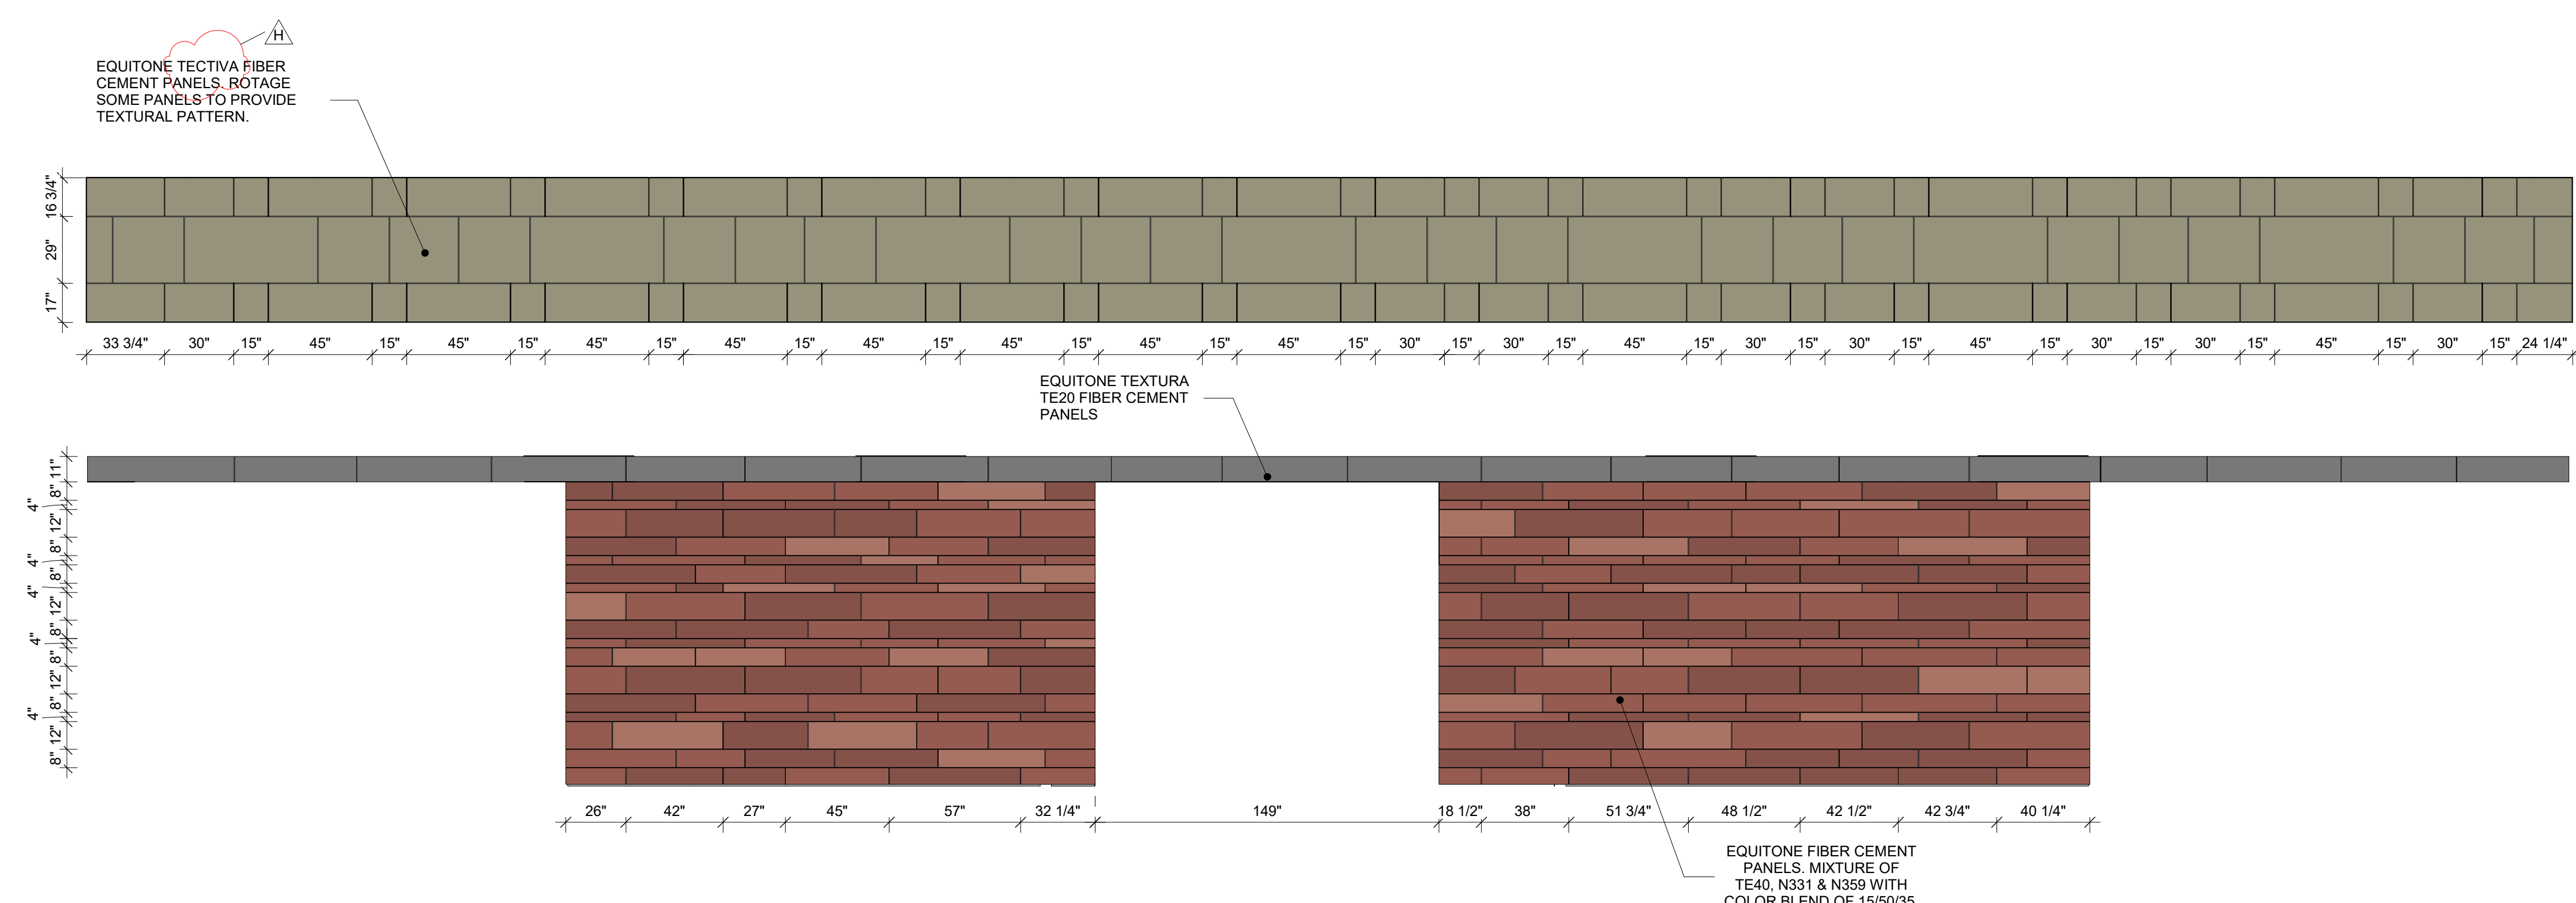 H
EQUITONE TECTIVA FIBER
CEMENT PANELS. ROTAGE
SOME PANELS TO PROVIDE
TEXTURAL PATTERN.
16 3/4"
29"
17"
33 3/4" 30" 15" 45" 15" 45" 15" 45" 15" 45" 15" 45" 15" 45" 15" 45" 15" 30" 15" 30" 15" 45" 15" 30" 15" 30" 15" 45" 15" 30" 15" 30" 15" 45" 15" 30" 15" 24 1/4"
EQUITONE TEXTURA
TE20 FIBER CEMENT
PANELS
11"
8"
4"
12"
8"
4"
8"
4"
12"
8"
4"
8"
12"
8"
4"
12"
8"
26" 42" 27" 45" 57" 32 1/4" 149" 18 1/2" 38" 51 3/4" 48 1/2" 42 1/2" 42 3/4" 40 1/4"
EQUITONE FIBER CEMENT
PANELS. MIXTURE OF
TE40, N331 & N359 WITH
COLOR BLEND OF 15/50/35